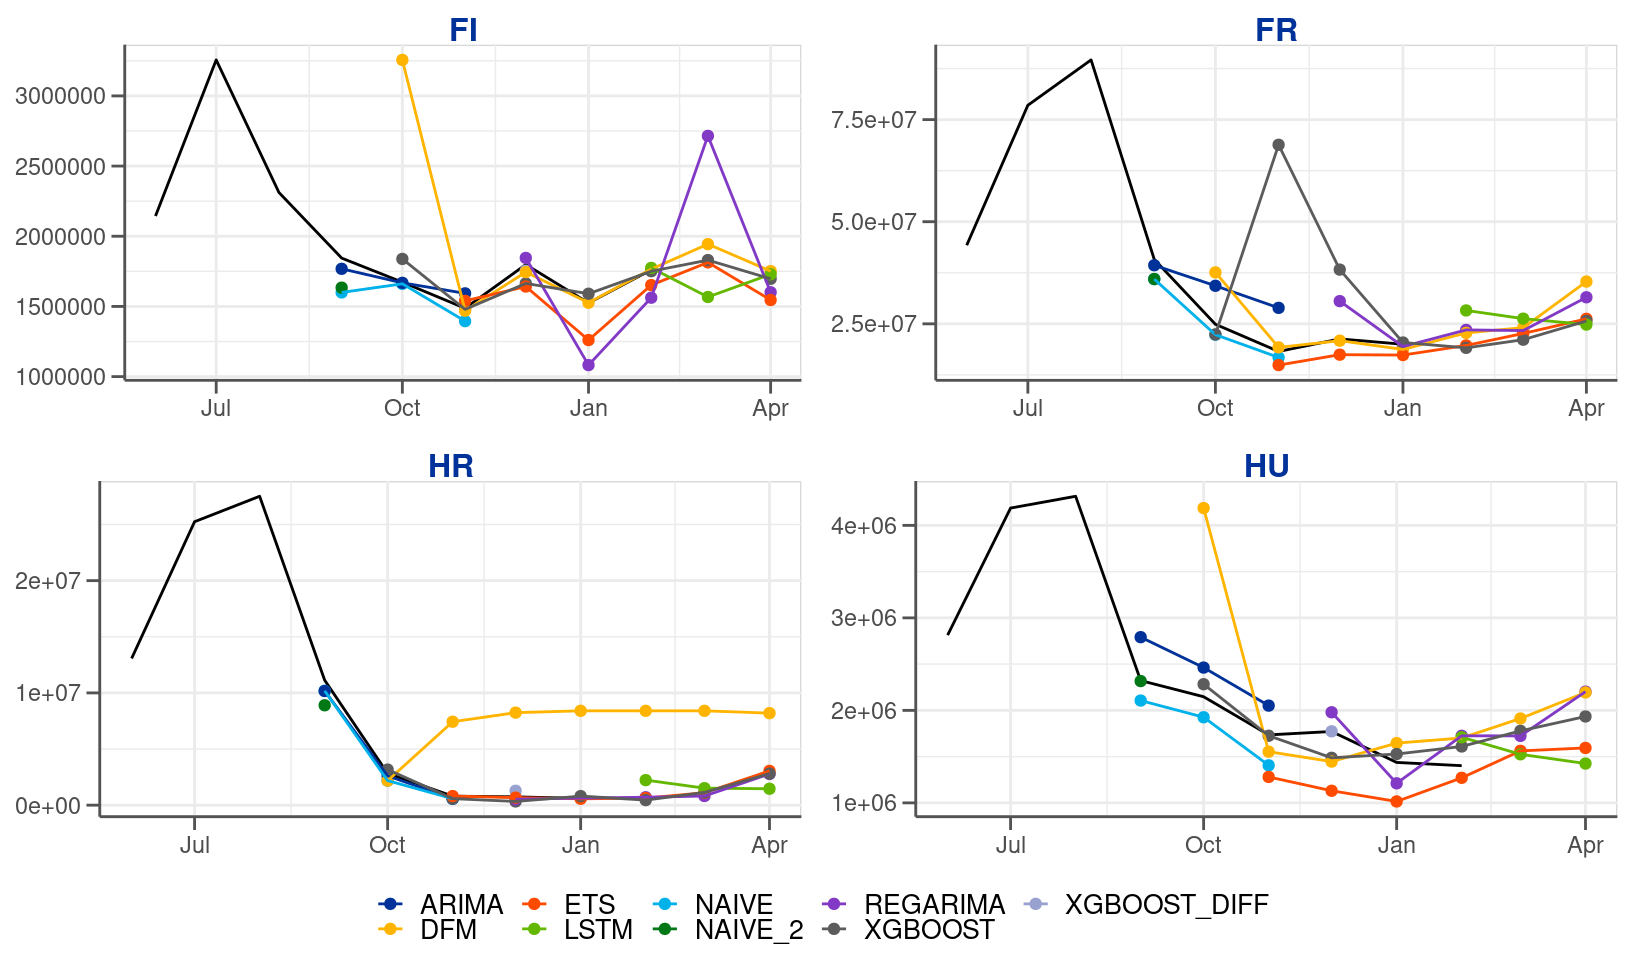 FI
FR
3000000
2500000
2000000
1500000
1000000
Jul Oct Jan Apr
7.5e+07
5.0e+07
2.5e+07
Jul Oct Jan Apr
HR
HU
2e+07
1e+07
0e+00
Jul Oct Jan Apr
4e+06
3e+06
2e+06
1e+06
Jul Oct Jan Apr
ARIMA ETS NAIVE REGARIMA XGBOOST_DIFF
DFM LSTM NAIVE_2 XGBOOST